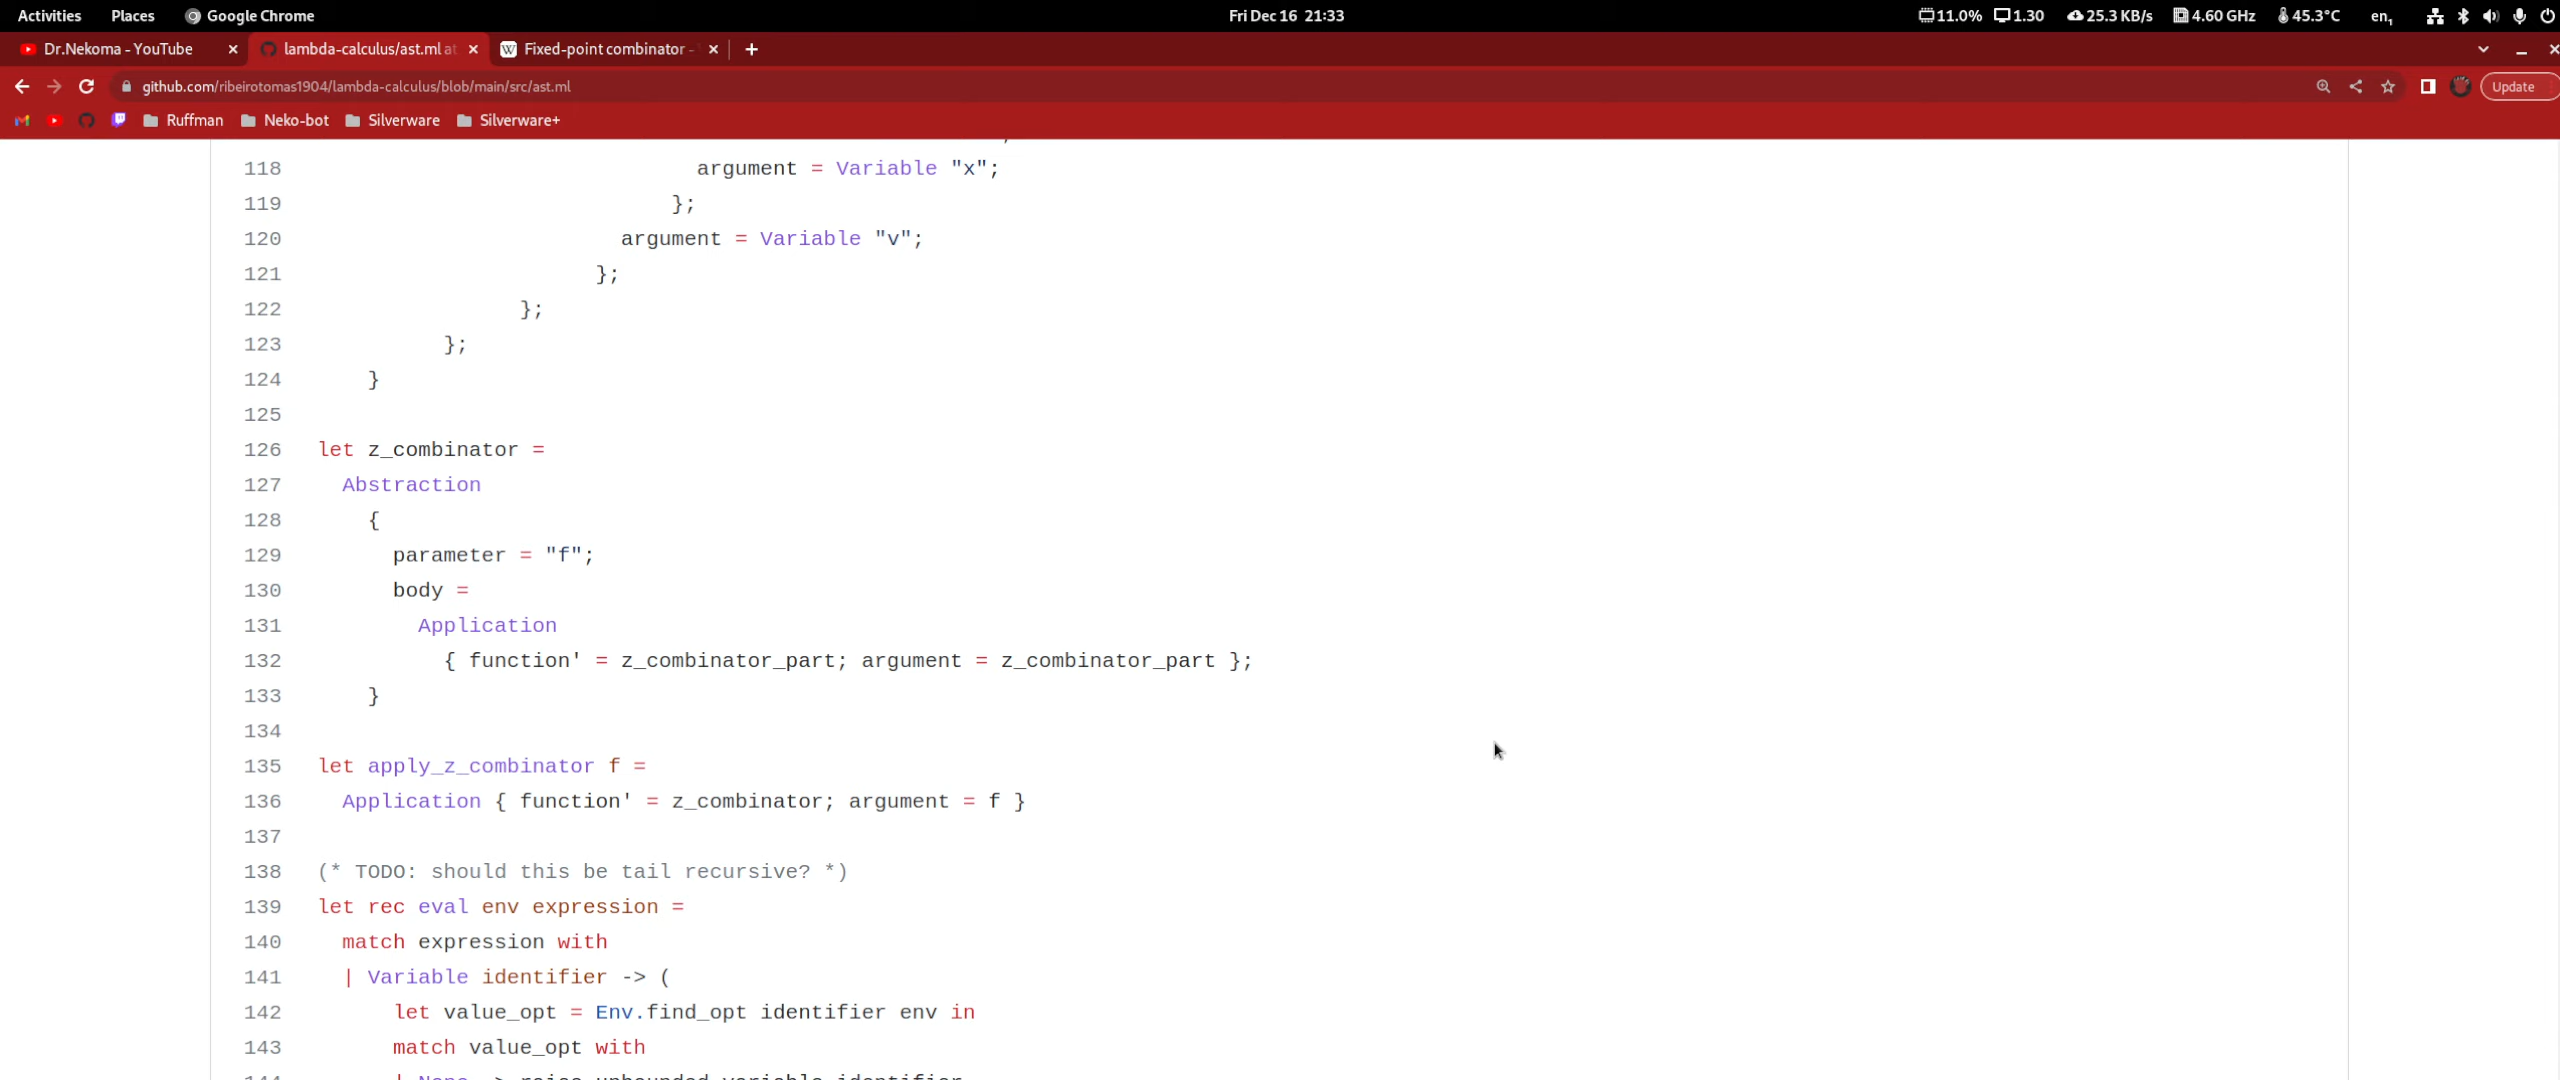 Activities Places Google Chrome Fri Dec 16 21:33 11.0% 1.30 25.3 KB/s 4.60 GHz 45.3°C en₁
Dr.Nekoma - YouTube lambda-calculus/ast.ml at Fixed-point combinator -
github.com/ribeirotomas1904/lambda-calculus/blob/main/src/ast.ml Update
Ruffman Neko-bot Silverware Silverware+
118 argument = Variable "x";
119 };
120 argument = Variable "v";
121 };
122 };
123 };
124 }
125
126 let z_combinator =
127 Abstraction
128 {
129 parameter = "f";
130 body =
131 Application
132 { function' = z_combinator_part; argument = z_combinator_part };
133 }
134
135 let apply_z_combinator f =
136 Application { function' = z_combinator; argument = f }
137
138 (* TODO: should this be tail recursive? *)
139 let rec eval env expression =
140 match expression with
141 | Variable identifier -> (
142 let value_opt = Env.find_opt identifier env in
143 match value_opt with